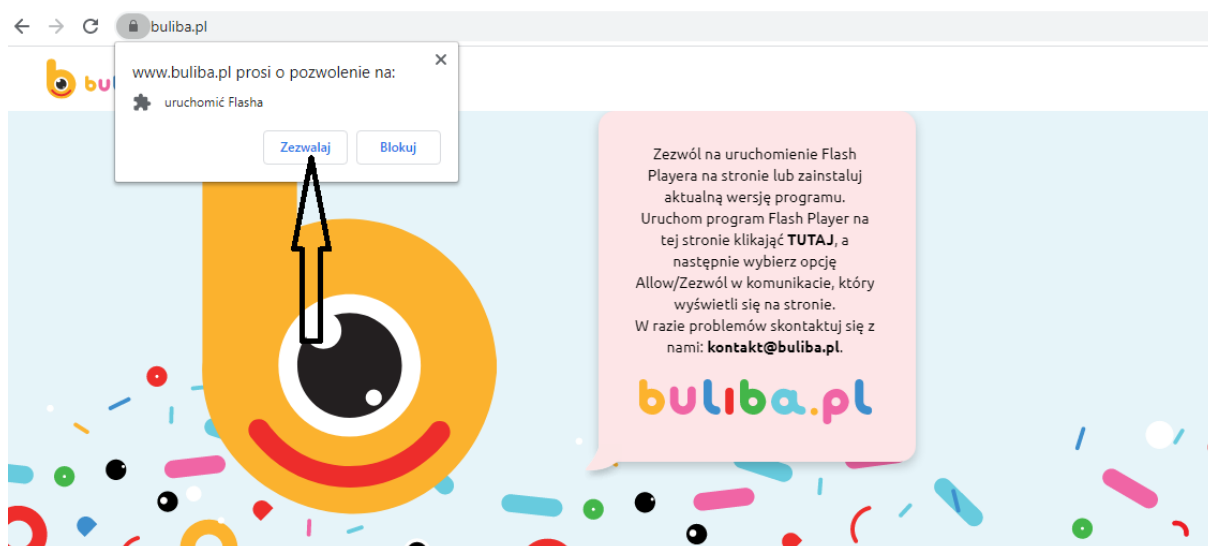 buliba.pl
bul
www.buliba.pl prosi o pozwolenie na:
uruchomić Flasha
Zezwalaj
Blokuj
Zezwól na uruchomienie Flash
Playera na stronie lub zainstaluj
aktualną wersję programu.
Uruchom program Flash Player na
tej stronie klikająć TUTAJ, a
następnie wybierz opcję
Allow/Zezwól w komunikacie, który
wyświetli się na stronie.
W razie problemów skontaktuj się z
nami: kontakt@buliba.pl.
buliba.pl